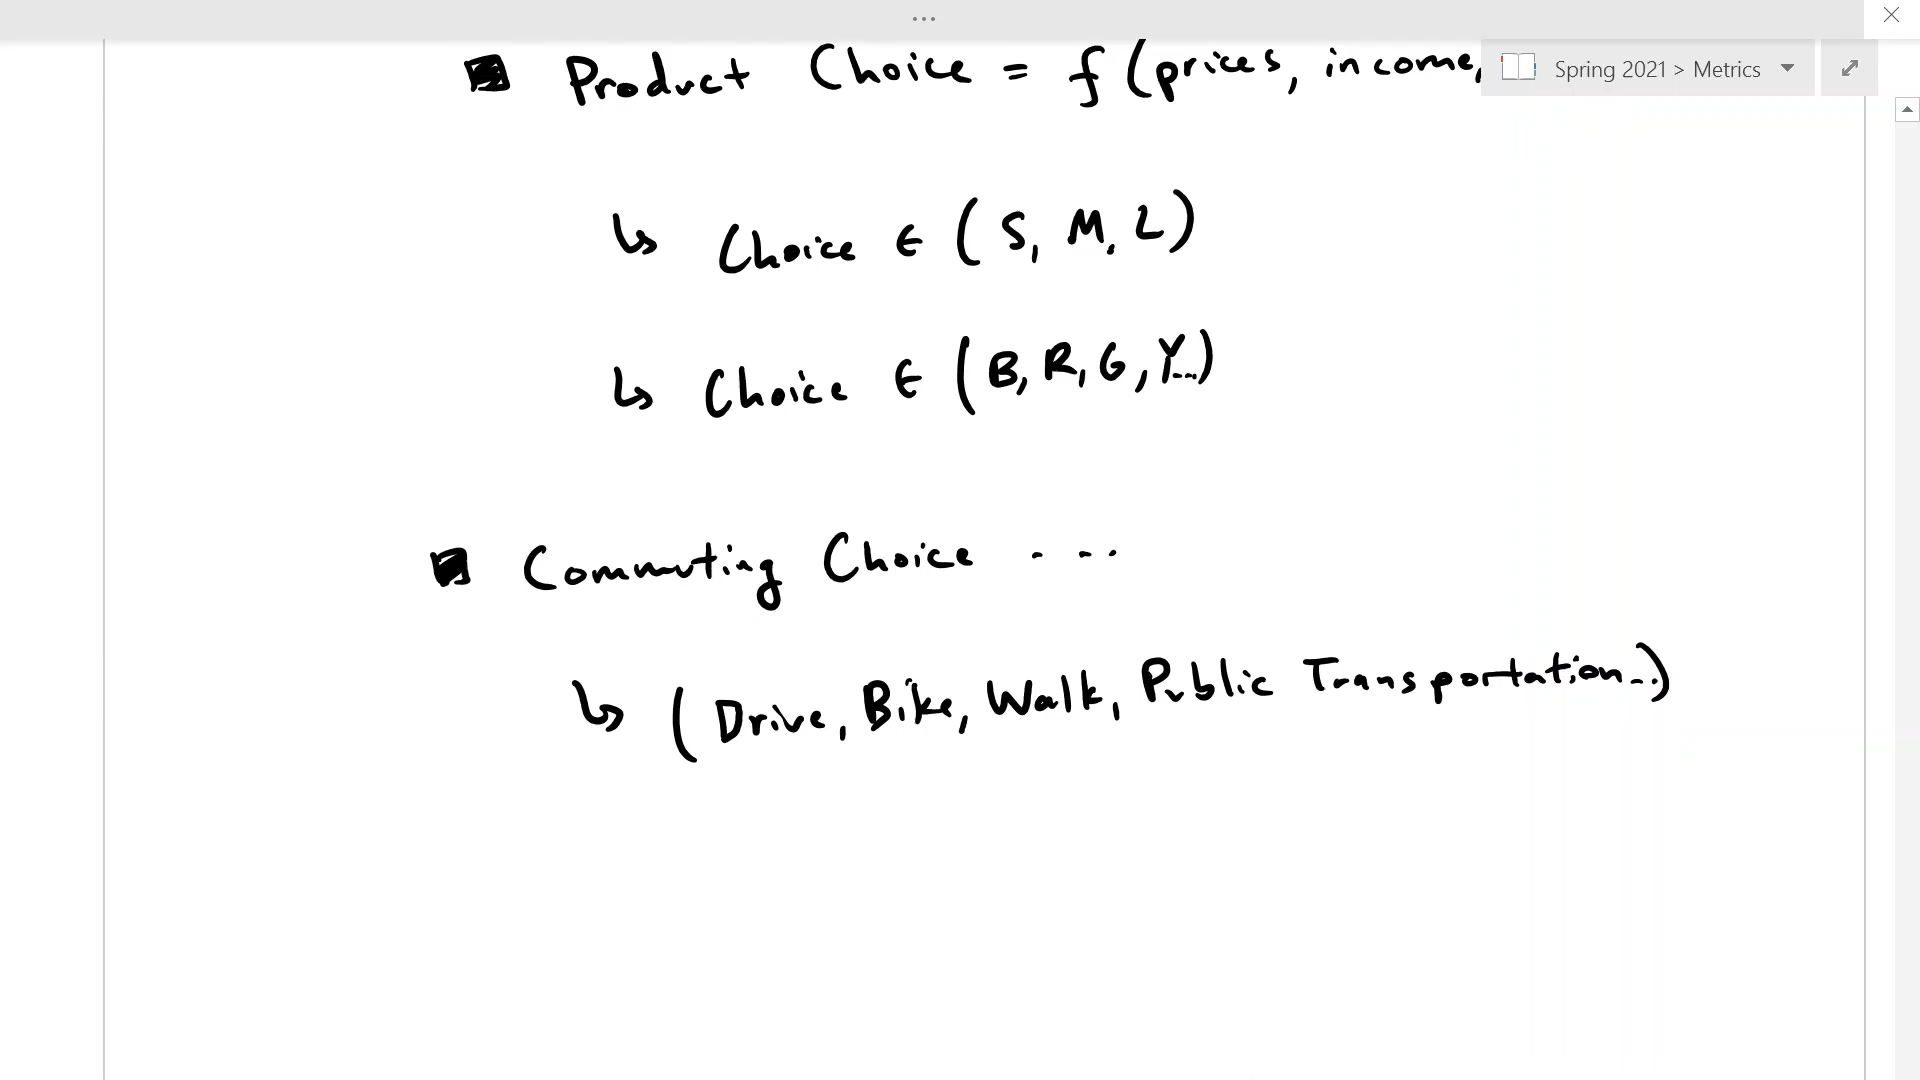 Product Choice = f (prices, income,
Spring 2021 > Metrics
↳ Choice ∈ (S, M, L)
↳ Choice ∈ (B, R, G, Y...)
Commuting Choice ....
↳ (Drive, Bike, Walk, Public Transportation...)